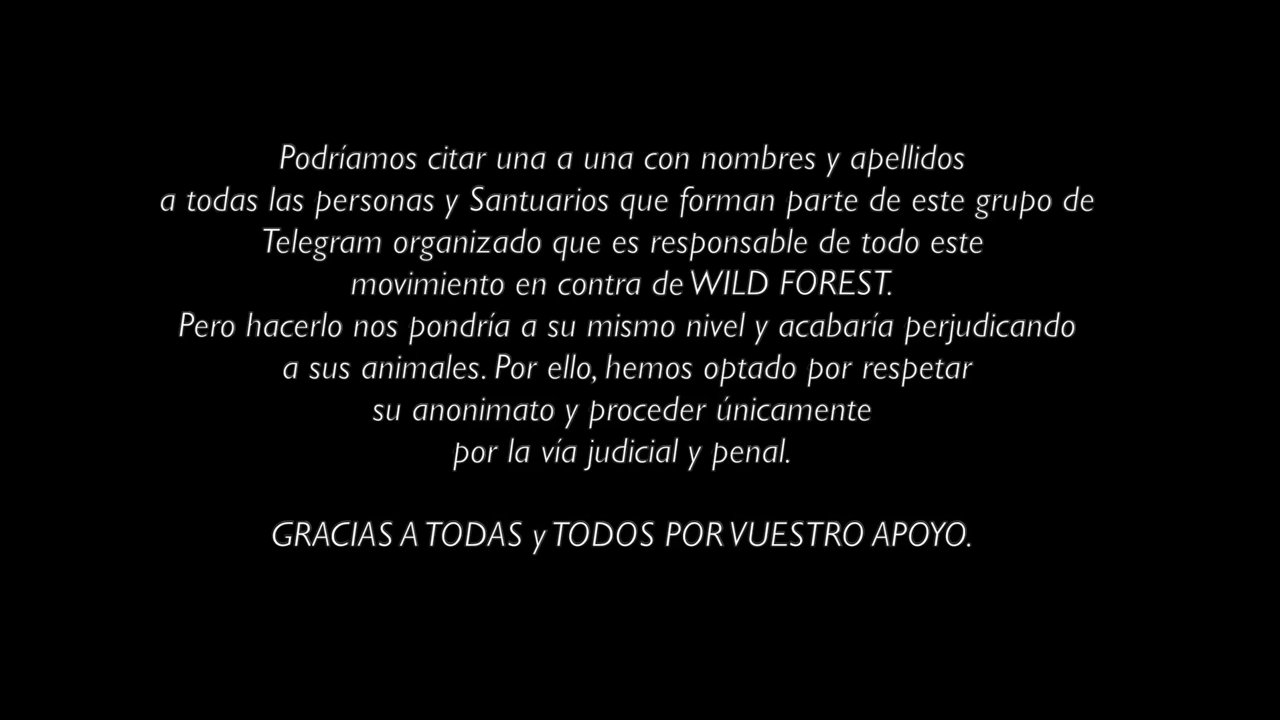 Podríamos citar una a una con nombres y apellidos
a todas las personas y Santuarios que forman parte de este grupo de
Telegram organizado que es responsable de todo este
movimiento en contra de WILD FOREST.
Pero hacerlo nos pondría a su mismo nivel y acabaría perjudicando
a sus animales. Por ello, hemos optado por respetar
su anonimato y proceder únicamente
por la vía judicial y penal.
GRACIAS A TODAS y TODOS POR VUESTRO APOYO.